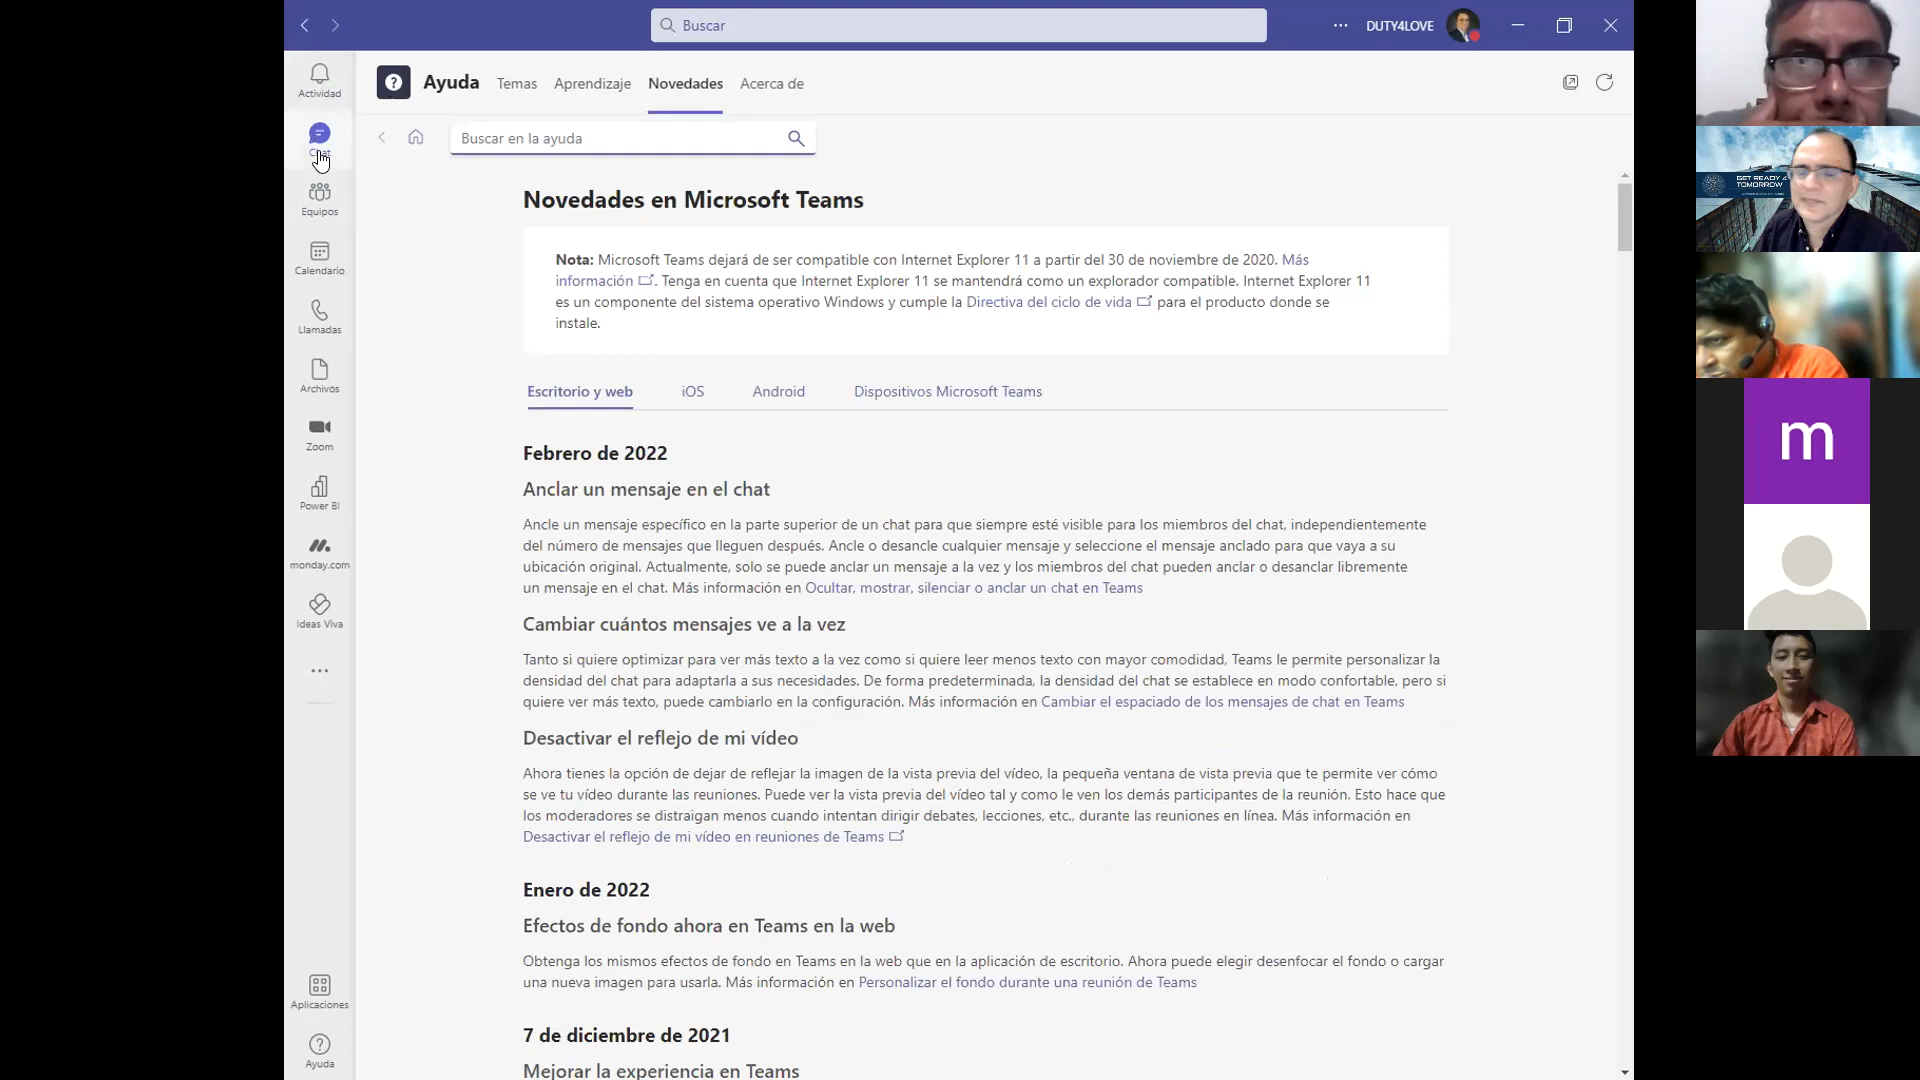 Buscar
DUTY4LOVE
Actividad
Chat
Equipos
Calendario
Llamadas
Archivos
Zoom
Power BI
monday.com
Ideas Viva
Aplicaciones
Ayuda
Ayuda Temas Aprendizaje Novedades Acerca de
Buscar en la ayuda
Novedades en Microsoft Teams
Nota: Microsoft Teams dejará de ser compatible con Internet Explorer 11 a partir del 30 de noviembre de 2020. Más
información. Tenga en cuenta que Internet Explorer 11 se mantendrá como un explorador compatible. Internet Explorer 11
es un componente del sistema operativo Windows y cumple la Directiva del ciclo de vida para el producto donde se
instale.
Escritorio y web iOS Android Dispositivos Microsoft Teams
Febrero de 2022
Anclar un mensaje en el chat
Ancle un mensaje específico en la parte superior de un chat para que siempre esté visible para los miembros del chat, independientemente
del número de mensajes que lleguen después. Ancle o desancle cualquier mensaje y seleccione el mensaje anclado para que vaya a su
ubicación original. Actualmente, solo se puede anclar un mensaje a la vez y los miembros del chat pueden anclar o desanclar libremente
un mensaje en el chat. Más información en Ocultar, mostrar, silenciar o anclar un chat en Teams
Cambiar cuántos mensajes ve a la vez
Tanto si quiere optimizar para ver más texto a la vez como si quiere leer menos texto con mayor comodidad, Teams le permite personalizar la
densidad del chat para adaptarla a sus necesidades. De forma predeterminada, la densidad del chat se establece en modo confortable, pero si
quiere ver más texto, puede cambiarlo en la configuración. Más información en Cambiar el espaciado de los mensajes de chat en Teams
Desactivar el reflejo de mi vídeo
Ahora tienes la opción de dejar de reflejar la imagen de la vista previa del vídeo, la pequeña ventana de vista previa que te permite ver cómo
se ve tu vídeo durante las reuniones. Puede ver la vista previa del vídeo tal y como le ven los demás participantes de la reunión. Esto hace que
los moderadores se distraigan menos cuando intentan dirigir debates, lecciones, etc., durante las reuniones en línea. Más información en
Desactivar el reflejo de mi vídeo en reuniones de Teams
Enero de 2022
Efectos de fondo ahora en Teams en la web
Obtenga los mismos efectos de fondo en Teams en la web que en la aplicación de escritorio. Ahora puede elegir desenfocar el fondo o cargar
una nueva imagen para usarla. Más información en Personalizar el fondo durante una reunión de Teams
7 de diciembre de 2021
Mejorar la experiencia en Teams
GET READY 4
TOMORROW
m